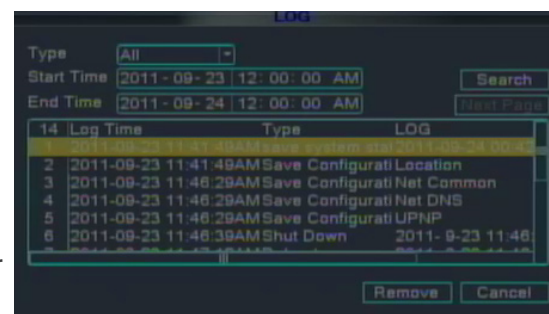 LOG
Type All
Start Time 2011-09-23 12:00:00 AM Search
End Time 2011-09-24 12:00:00 AM Next Page
14 Log Time Type LOG
1 2011-09-23 11:41:49AM save system stat 2011-09-24 00:42
2 2011-09-23 11:41:49AM Save Configurati Location
3 2011-09-23 11:46:29AM Save Configurati Net Common
4 2011-09-23 11:46:29AM Save Configurati Net DNS
5 2011-09-23 11:46:29AM Save Configurati UPNP
6 2011-09-23 11:46:39AM Shut Down 2011-9-23 11:46:
Remove Cancel